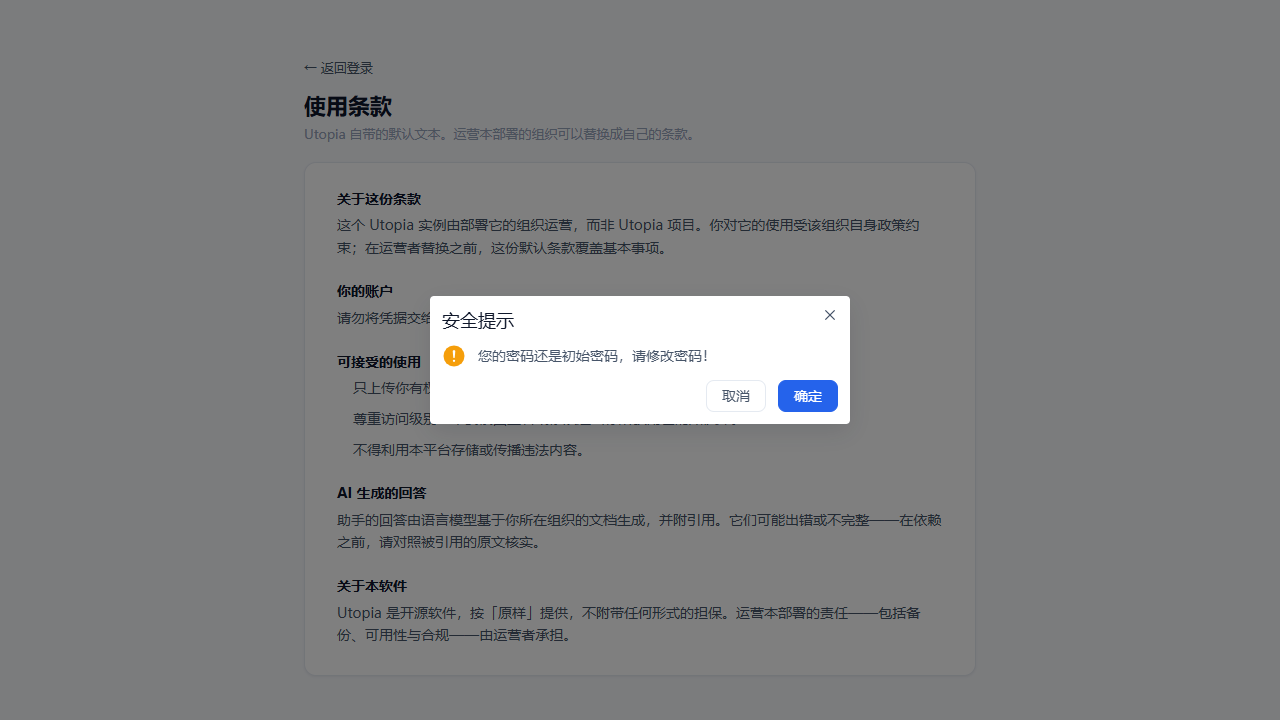 ← 返回登录
使用条款
Utopia 自带的默认文本。运营本部署的组织可以替换成自己的条款。
关于这份条款
这个 Utopia 实例由部署它的组织运营，而非 Utopia 项目。你对它的使用受该组织自身政策约
束；在运营者替换之前，这份默认条款覆盖基本事项。
你的账户
请勿将凭据交给
安全提示
您的密码还是初始密码，请修改密码！
取消
确定
可接受的使用
只上传你有权
尊重访问级别
不得利用本平台存储或传播违法内容。
AI 生成的回答
助手的回答由语言模型基于你所在组织的文档生成，并附引用。它们可能出错或不完整——在依赖
之前，请对照被引用的原文核实。
关于本软件
Utopia 是开源软件，按「原样」提供，不附带任何形式的担保。运营本部署的责任——包括备
份、可用性与合规——由运营者承担。